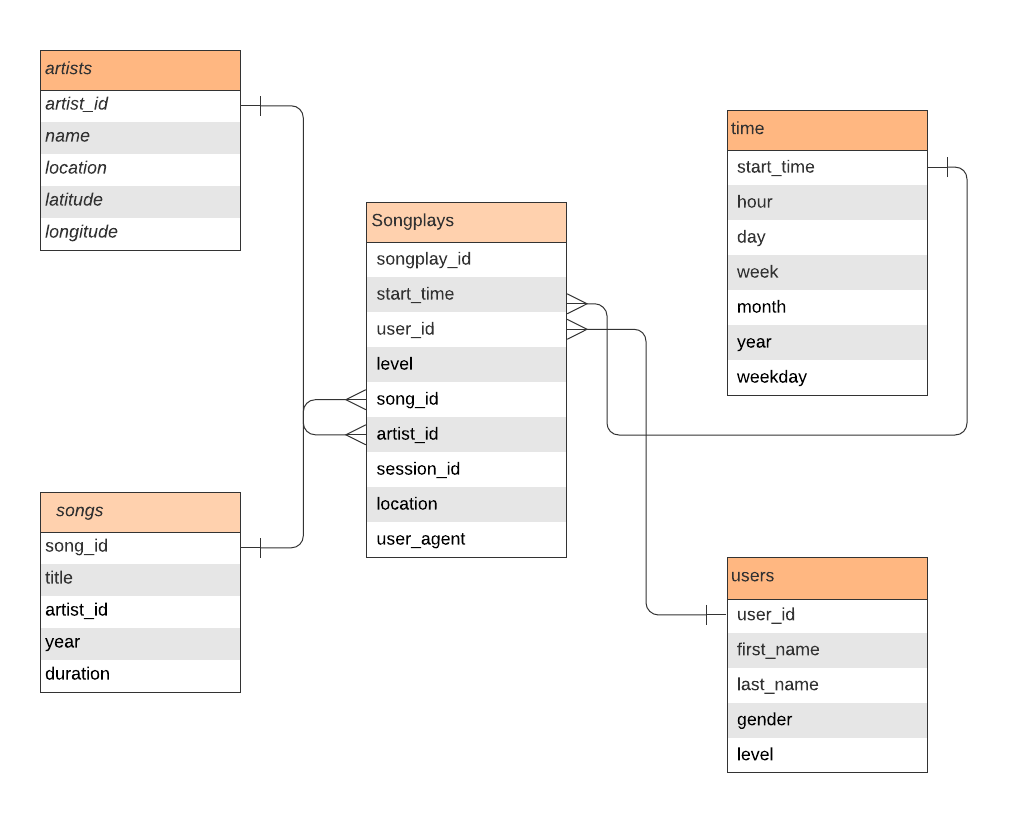 artists
artist_id
name
location
latitude
longitude
songs
song_id
title
artist_id
year
duration
Songplays
songplay_id
start_time
user_id
level
song_id
artist_id
session_id
location
user_agent
time
start_time
hour
day
week
month
year
weekday
users
user_id
first_name
last_name
gender
level